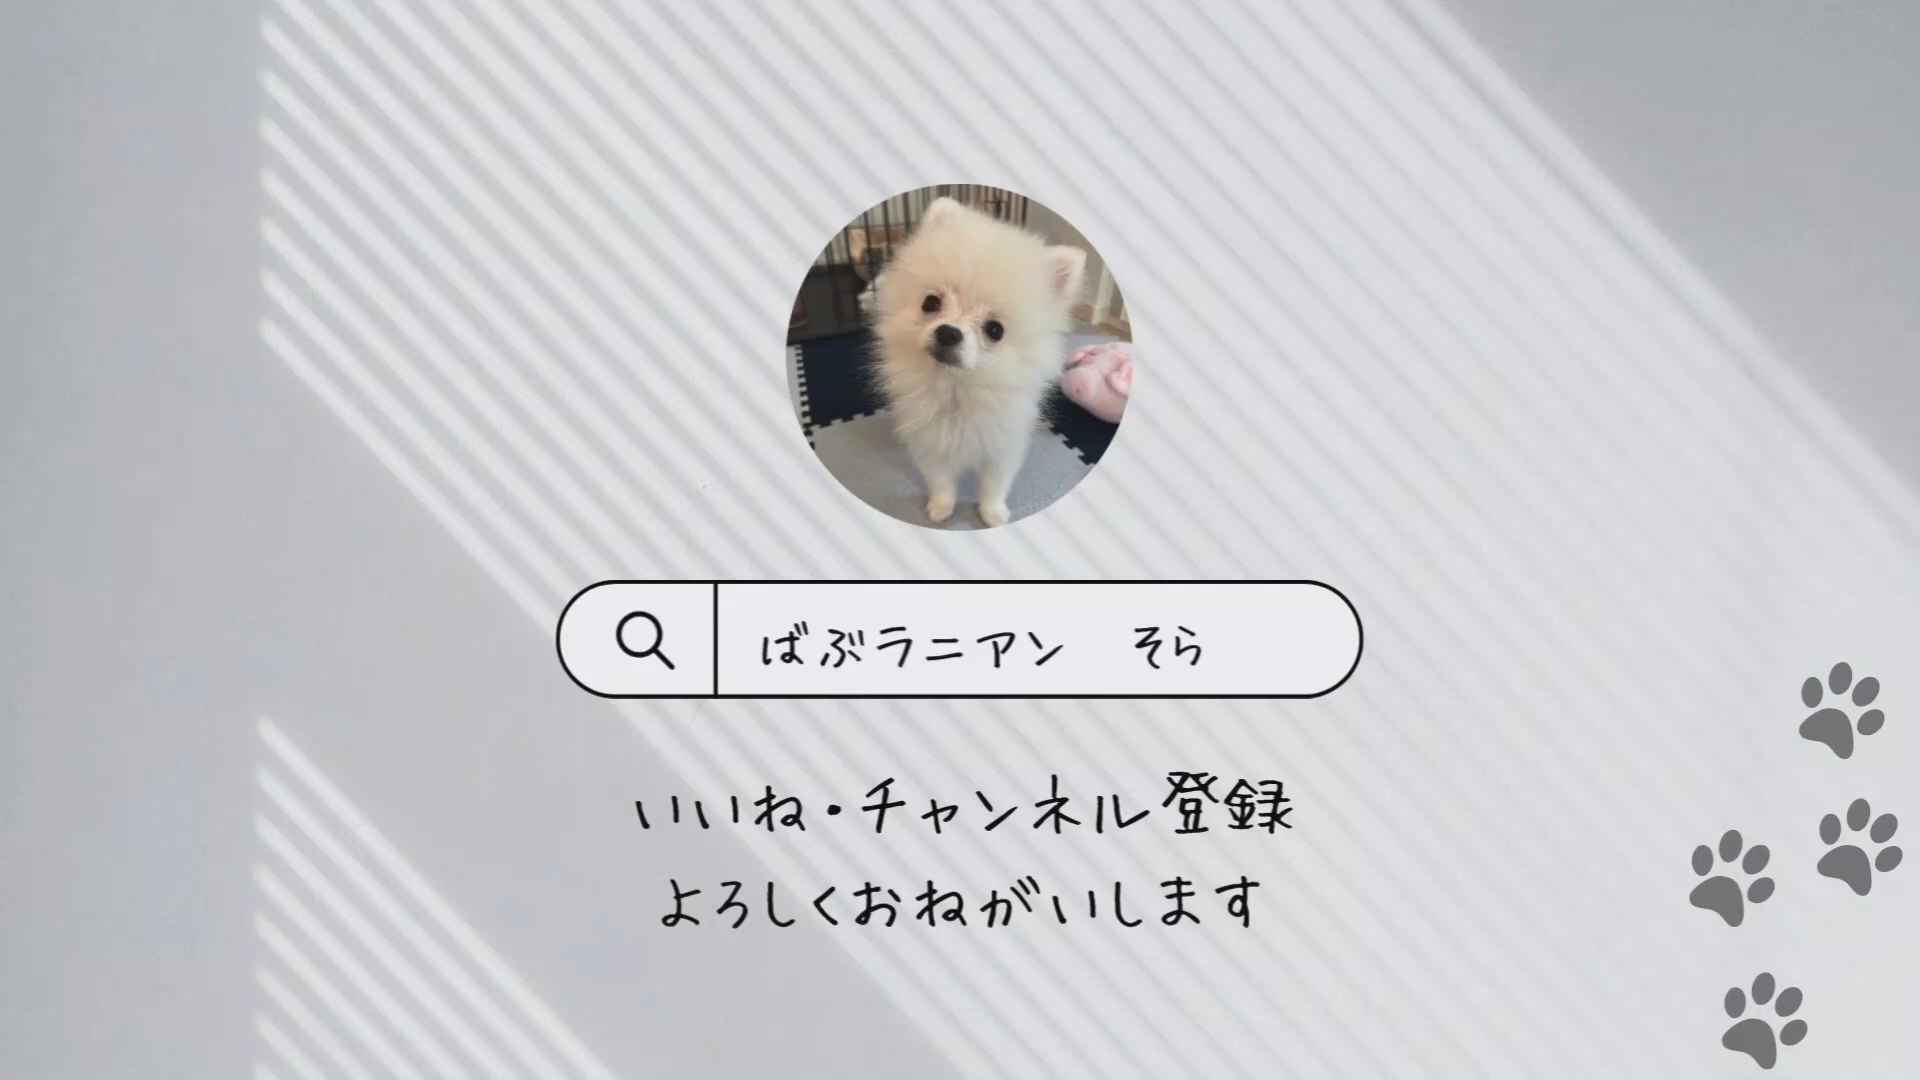 ばぶラニアン　そら
いいね・チャンネル登録
よろしくおねがいします